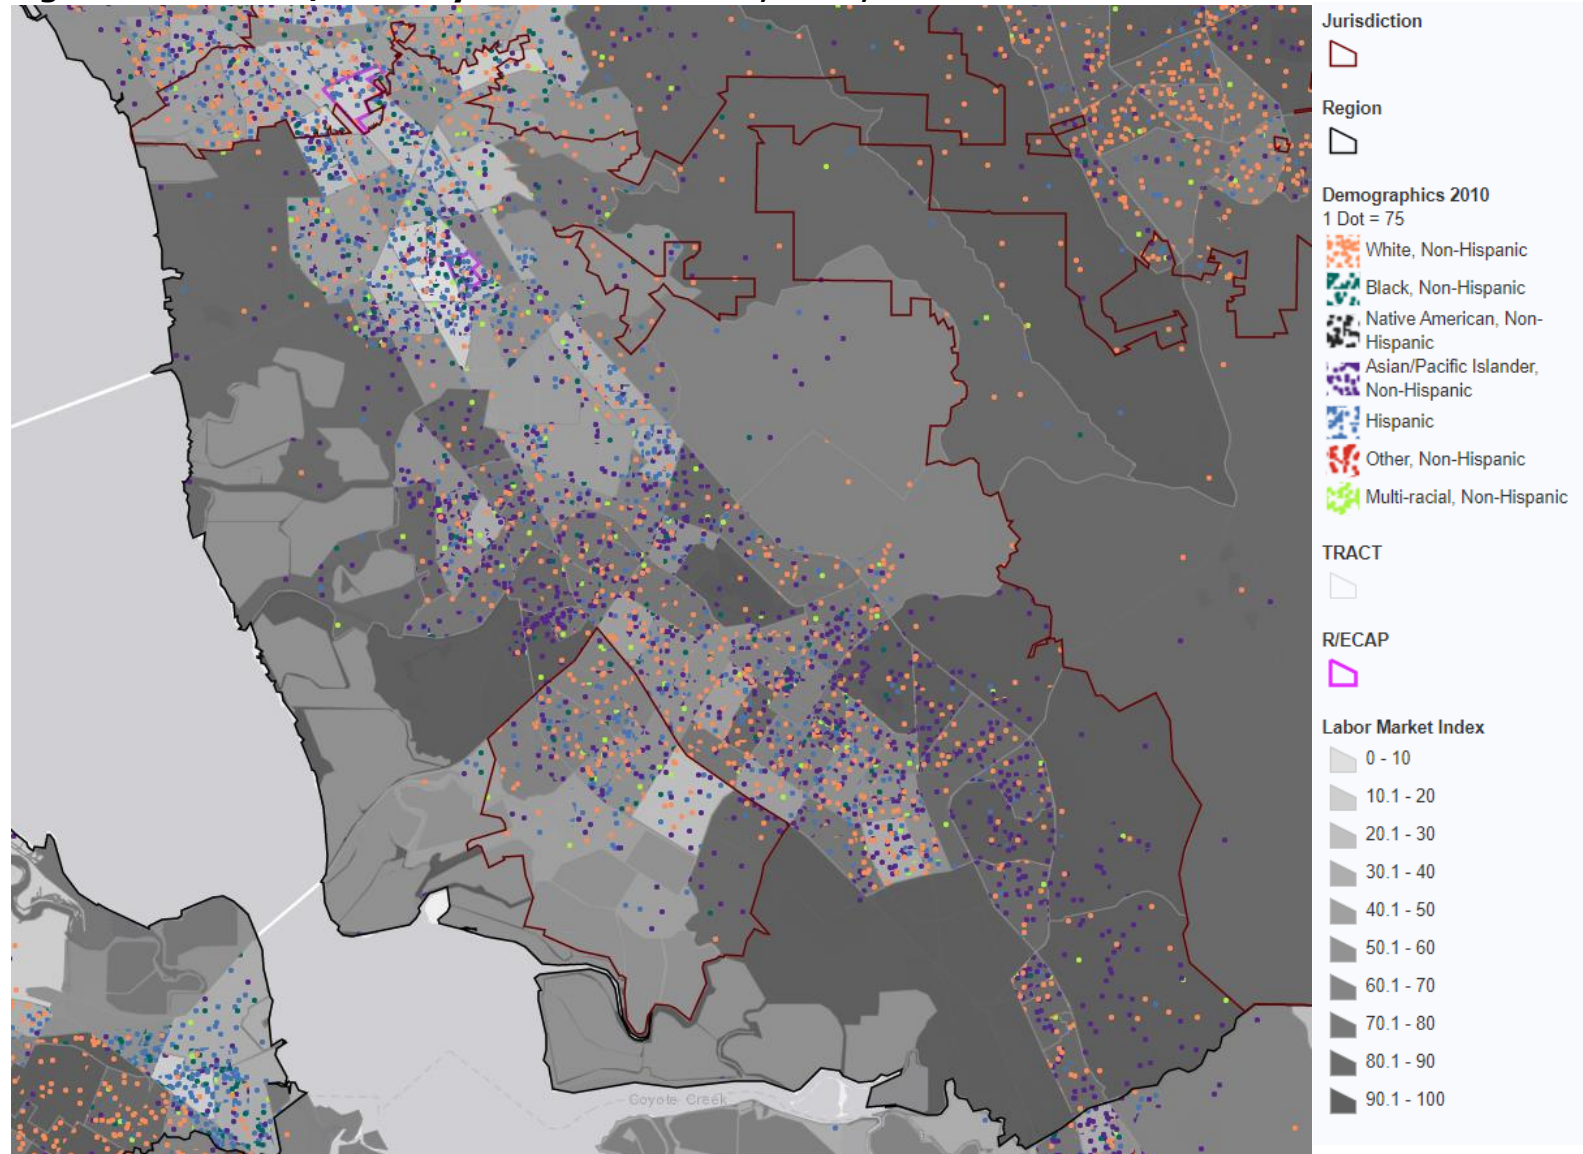 Jurisdiction
Region
Demographics 2010
1 Dot = 75
White, Non-Hispanic
Black, Non-Hispanic
Native American, Non-
Hispanic
Asian/Pacific Islander,
Non-Hispanic
Hispanic
Other, Non-Hispanic
Multi-racial, Non-Hispanic
TRACT
R/ECAP
Labor Market Index
0 - 10
10.1 - 20
20.1 - 30
30.1 - 40
40.1 - 50
50.1 - 60
60.1 - 70
70.1 - 80
80.1 - 90
90.1 - 100
Coyote Creek